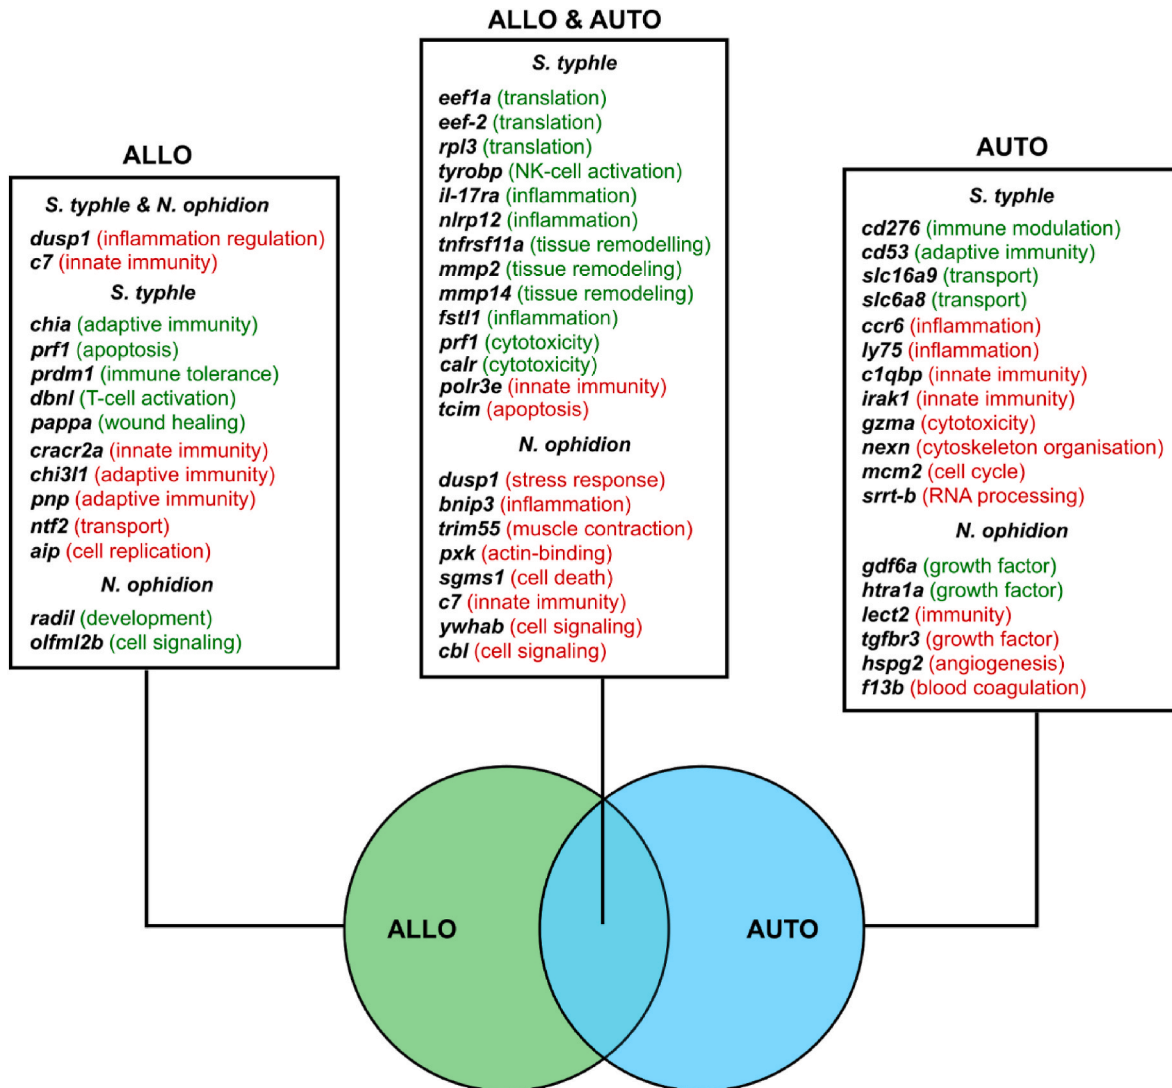 ALLO & AUTO
S. typhle
eef1a (translation)
eef-2 (translation)
rpl3 (translation)
tyrobp (NK-cell activation)
il-17ra (inflammation)
nlrp12 (inflammation)
tnfrsf11a (tissue remodelling)
mmp2 (tissue remodeling)
mmp14 (tissue remodeling)
fstl1 (inflammation)
prf1 (cytotoxicity)
calr (cytotoxicity)
polr3e (innate immunity)
tcim (apoptosis)
N. ophidion
dusp1 (stress response)
bnip3 (inflammation)
trim55 (muscle contraction)
pxk (actin-binding)
sgms1 (cell death)
c7 (innate immunity)
ywhab (cell signaling)
cbl (cell signaling)
ALLO
S. typhle & N. ophidion
dusp1 (inflammation regulation)
c7 (innate immunity)
S. typhle
chia (adaptive immunity)
prf1 (apoptosis)
prdm1 (immune tolerance)
dbnl (T-cell activation)
pappa (wound healing)
cracr2a (innate immunity)
chi3l1 (adaptive immunity)
pnp (adaptive immunity)
ntf2 (transport)
aip (cell replication)
N. ophidion
radil (development)
olfml2b (cell signaling)
AUTO
S. typhle
cd276 (immune modulation)
cd53 (adaptive immunity)
slc16a9 (transport)
slc6a8 (transport)
ccr6 (inflammation)
ly75 (inflammation)
c1qbp (innate immunity)
irak1 (innate immunity)
gzma (cytotoxicity)
nexn (cytoskeleton organisation)
mcm2 (cell cycle)
srrt-b (RNA processing)
N. ophidion
gdf6a (growth factor)
htra1a (growth factor)
lect2 (immunity)
tgfbr3 (growth factor)
hspg2 (angiogenesis)
f13b (blood coagulation)
ALLO
AUTO